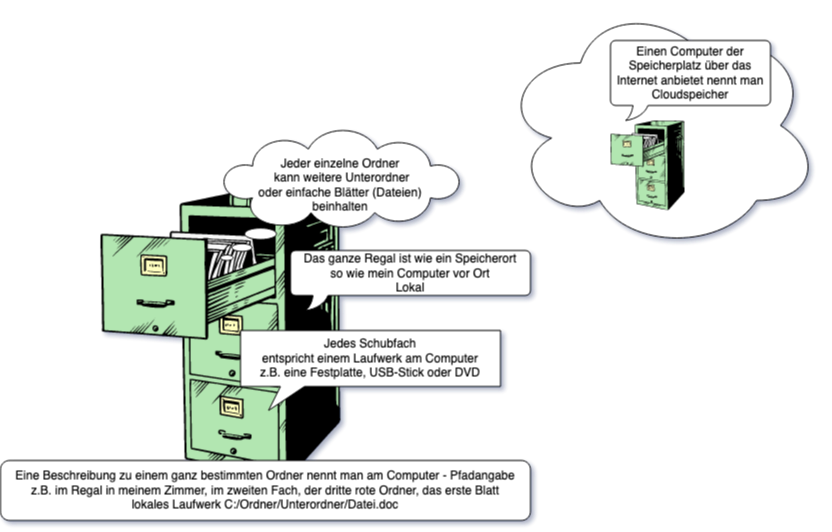 Einen Computer der
Speicherplatz über das
Internet anbietet nennt man
Cloudspeicher
Jeder einzelne Ordner
kann weitere Unterordner
oder einfache Blätter (Dateien)
beinhalten
Das ganze Regal ist wie ein Speicherort
so wie mein Computer vor Ort
Lokal
Jedes Schubfach
entspricht einem Laufwerk am Computer
z.B. eine Festplatte, USB-Stick oder DVD
Eine Beschreibung zu einem ganz bestimmten Ordner nennt man am Computer - Pfadangabe
z.B. im Regal in meinem Zimmer, im zweiten Fach, der dritte rote Ordner, das erste Blatt
lokales Laufwerk C:/Ordner/Unterordner/Datei.doc